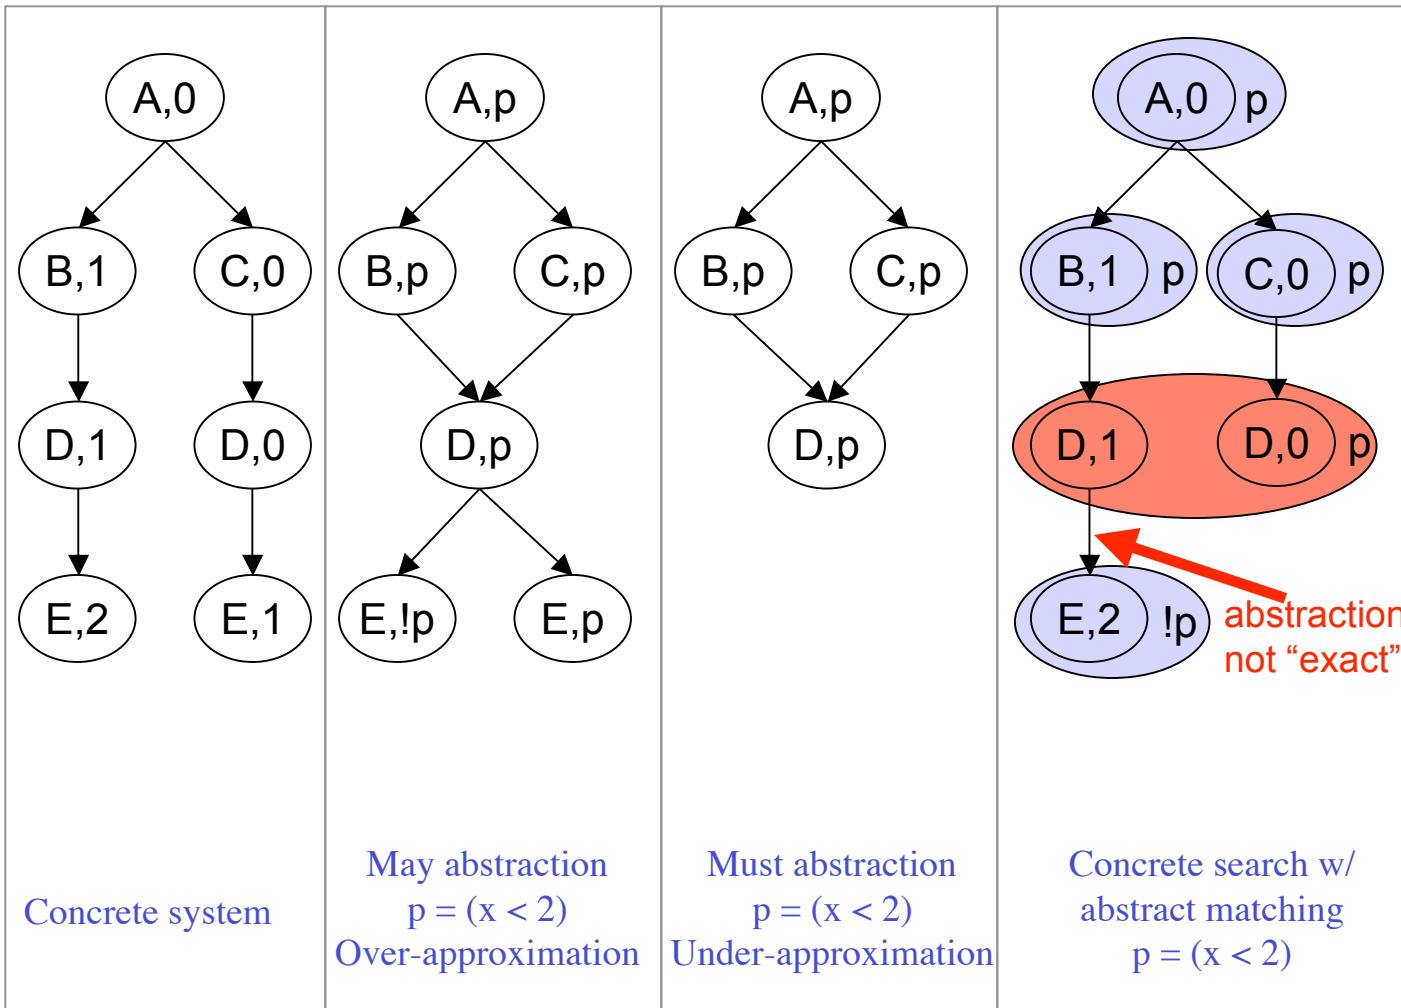 A,0
B,1
C,0
D,1
D,0
E,2
E,1
Concrete system
A,p
B,p
C,p
D,p
E,!p
E,p
May abstraction
p = (x < 2)
Over-approximation
A,p
B,p
C,p
D,p
Must abstraction
p = (x < 2)
Under-approximation
A,0 p
B,1 p
C,0 p
D,1
D,0 p
E,2 !p
abstraction
not “exact”
Concrete search w/
abstract matching
p = (x < 2)